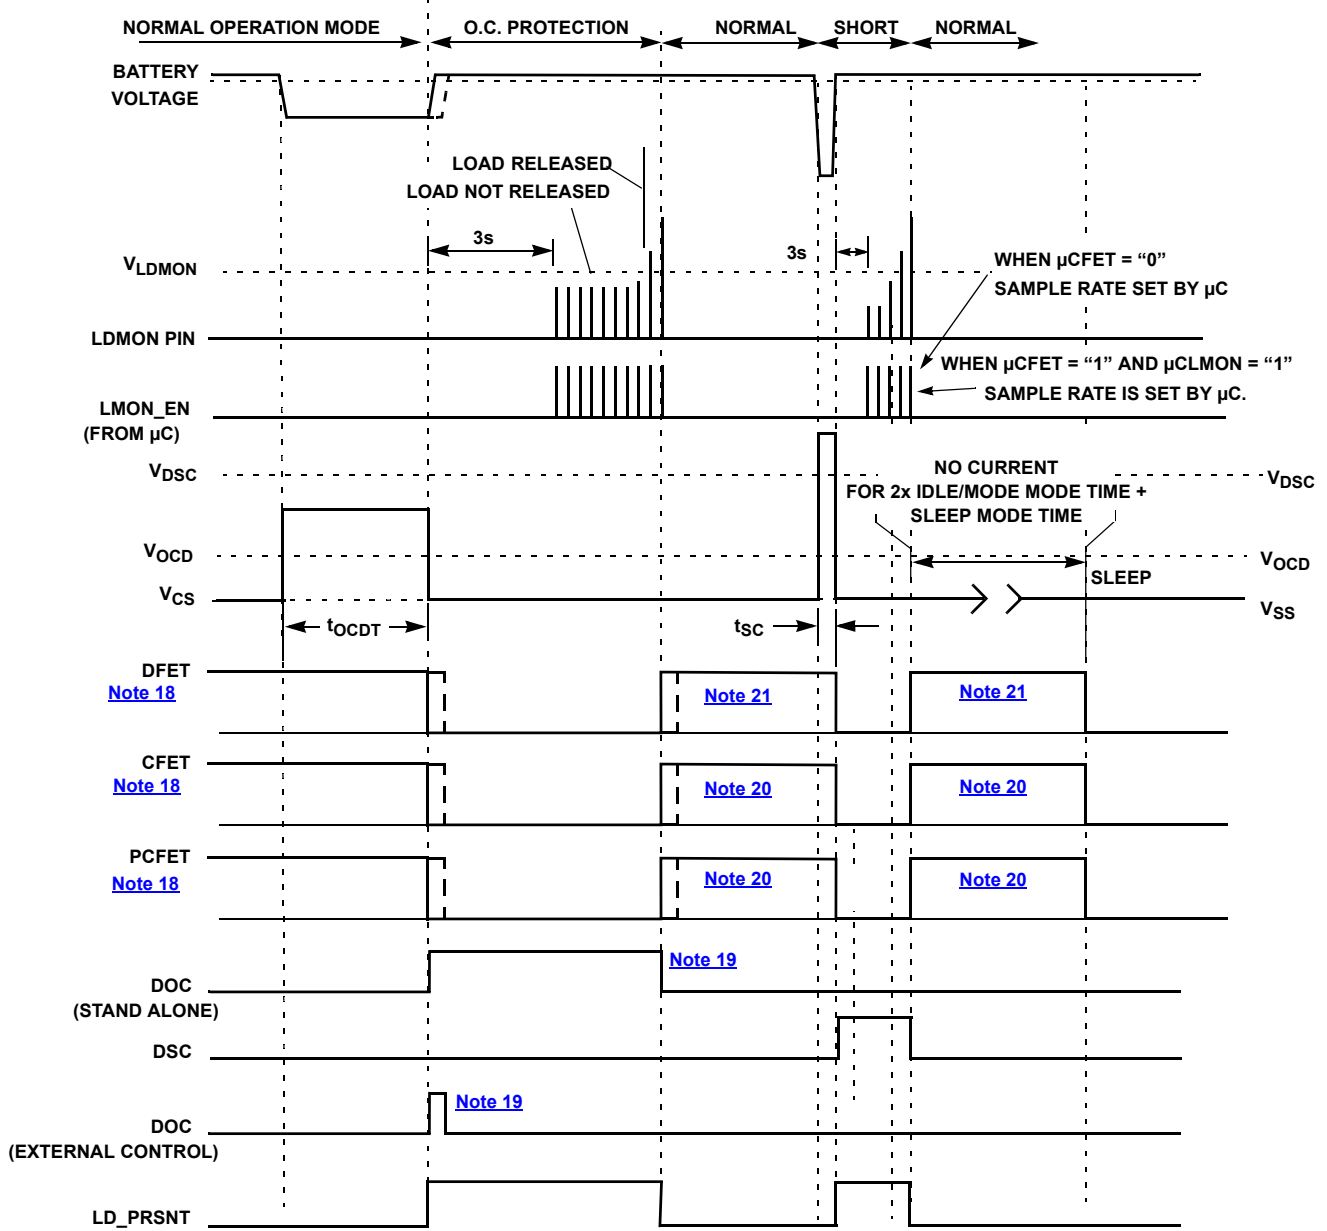 NORMAL OPERATION MODE
O.C. PROTECTION
NORMAL
SHORT
NORMAL
BATTERY
VOLTAGE
LOAD RELEASED
LOAD NOT RELEASED
3s
3s
VLDMON
WHEN µCFET = “0”
SAMPLE RATE SET BY µC
LDMON PIN
WHEN µCFET = “1” AND µCLMON = “1”
SAMPLE RATE IS SET BY µC.
LMON_EN
(FROM µC)
VDSC
NO CURRENT
VDSC
FOR 2x IDLE/MODE MODE TIME +
SLEEP MODE TIME
VOCD
VOCD
SLEEP
VCS
VSS
tOCDT
tSC
DFET
Note 18
Note 21
Note 21
CFET
Note 18
Note 20
Note 20
PCFET
Note 18
Note 20
Note 20
Note 19
DOC
(STAND ALONE)
DSC
Note 19
DOC
(EXTERNAL CONTROL)
LD_PRSNT